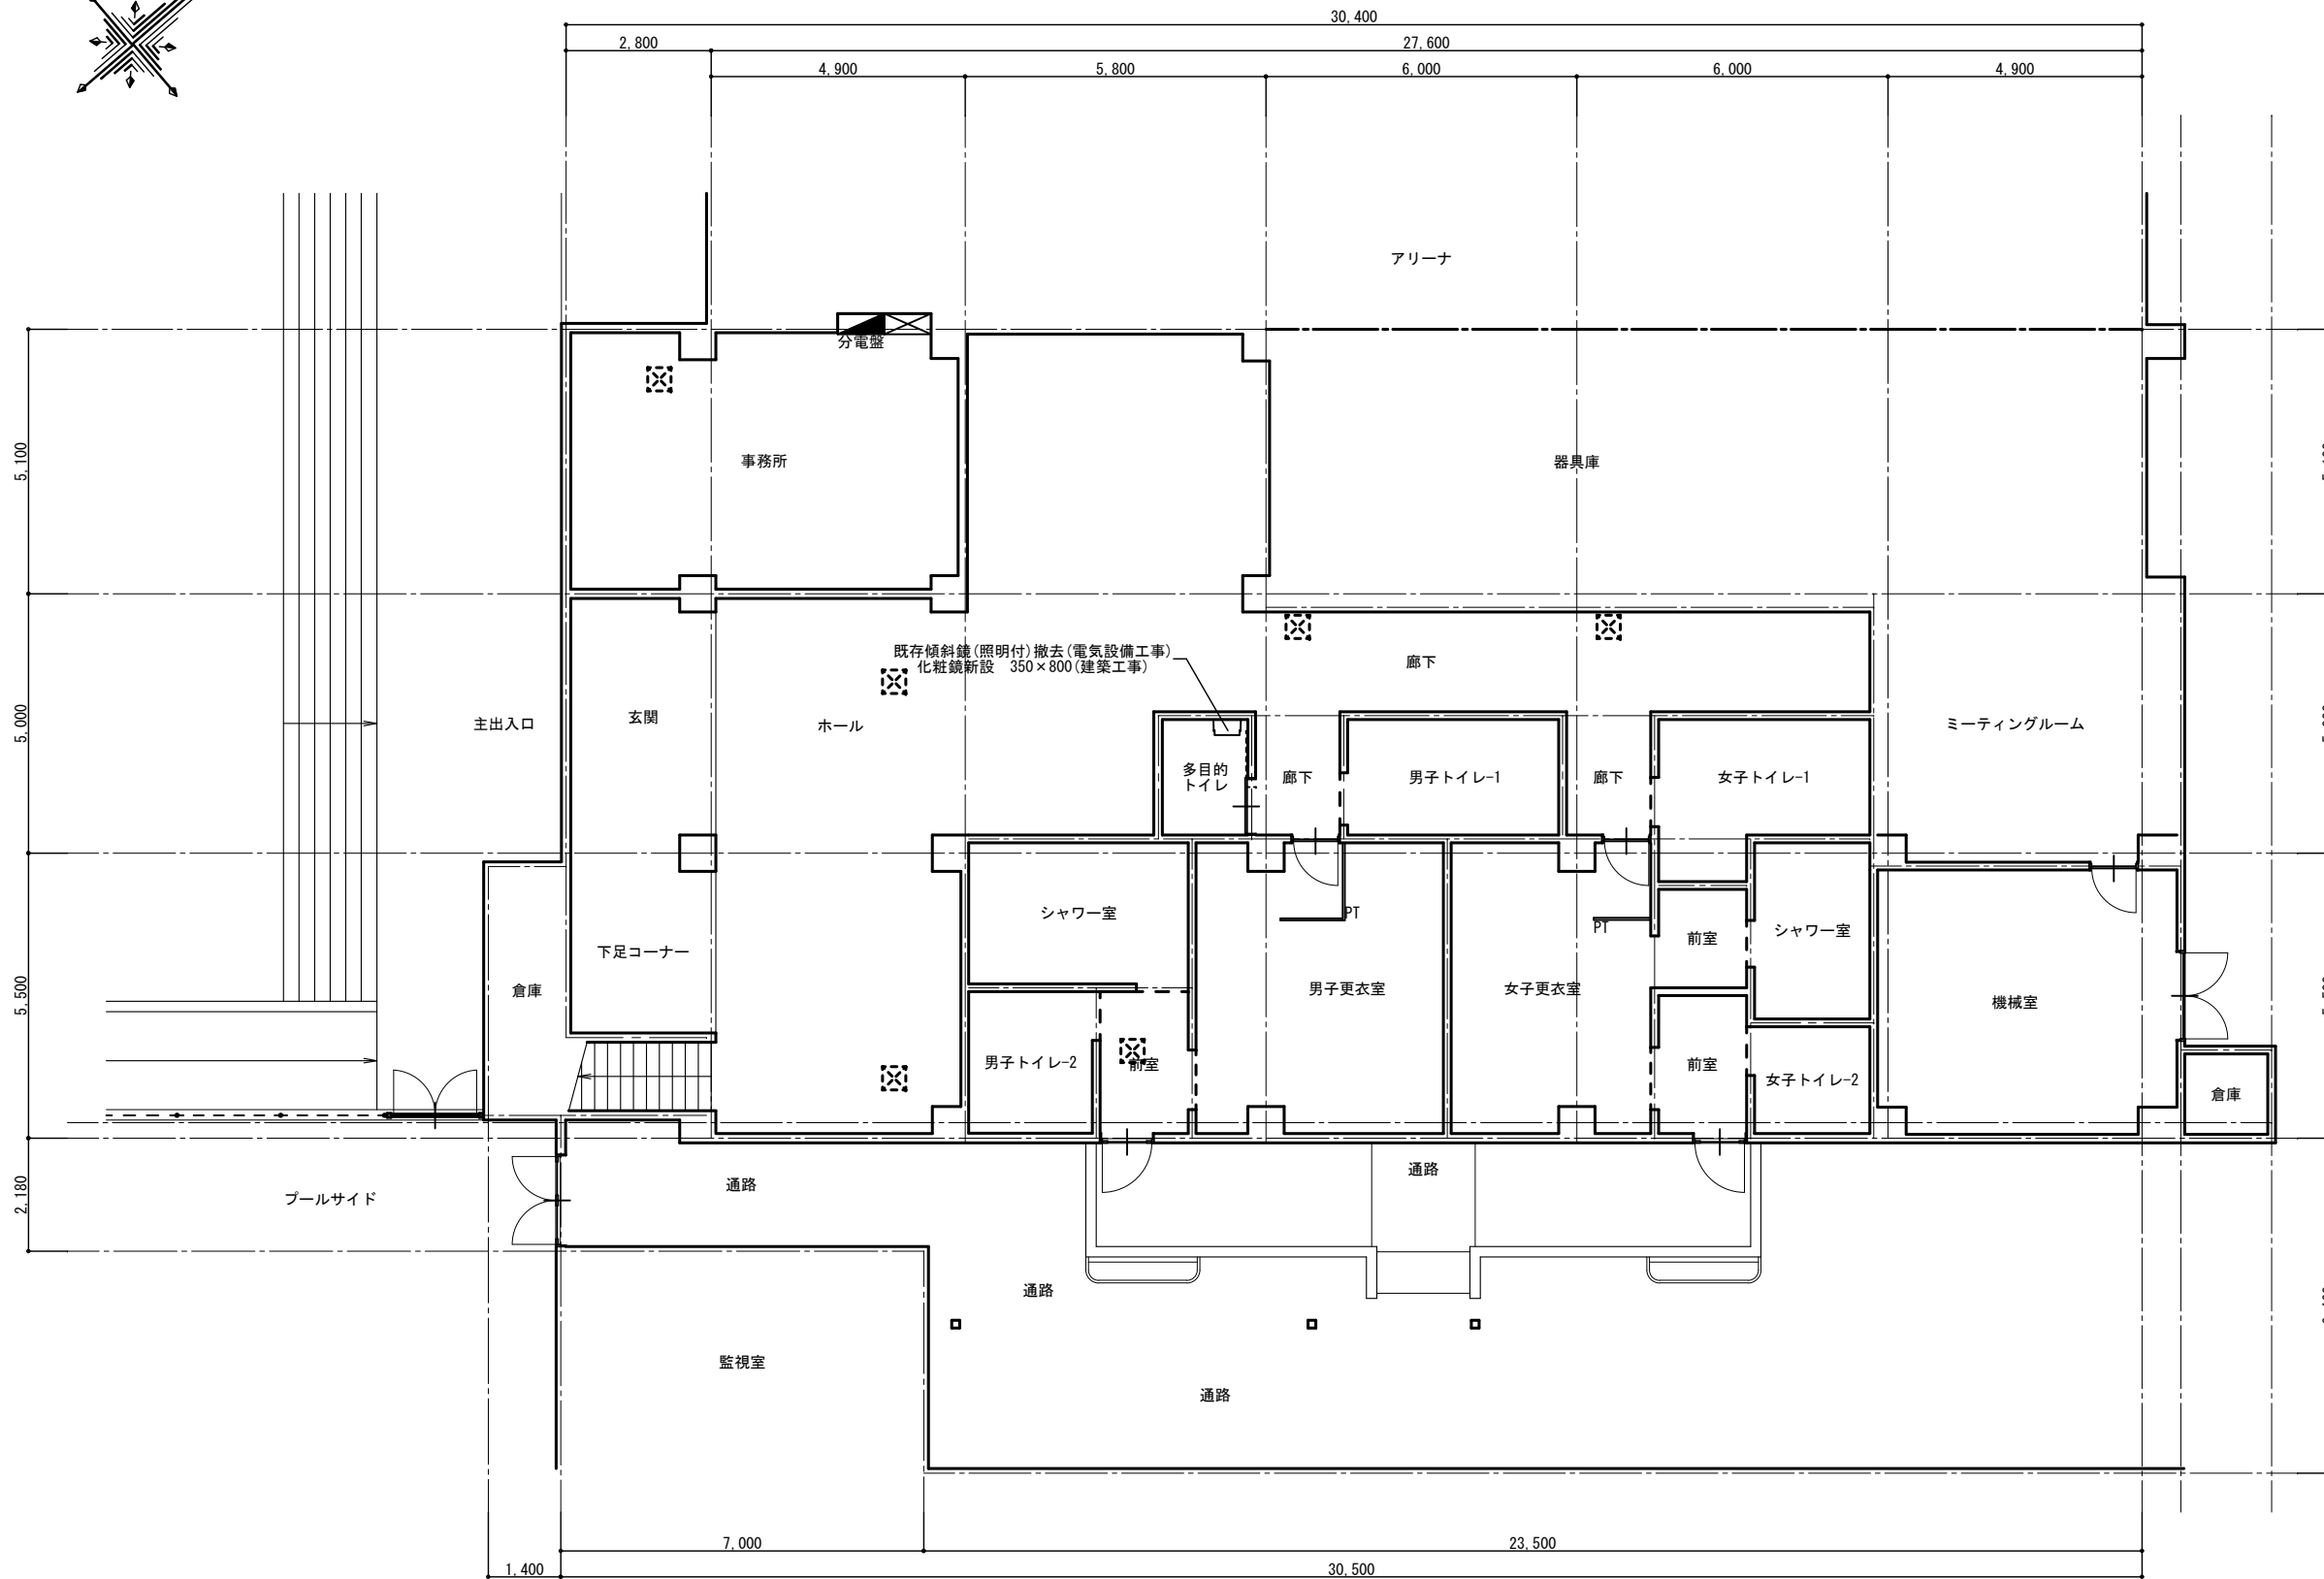 30,400
2,800
27,600
4,900
5,800
6,000
6,000
4,900
アリーナ
分電盤
5,100
事務所
器具庫
既存傾斜鏡(照明付)撤去(電気設備工事)
化粧鏡新設 350×800(建築工事)
廊下
5,000
主出入口
玄関
ホール
ミーティングルーム
多目的
トイレ
廊下
男子トイレ-1
廊下
女子トイレ-1
シャワー室
PT
PT
前室
シャワー室
下足コーナー
5,500
倉庫
男子更衣室
女子更衣室
機械室
男子トイレ-2
前室
前室
女子トイレ-2
倉庫
2,180
プールサイド
通路
通路
通路
監視室
通路
7,000
23,500
1,400
30,500